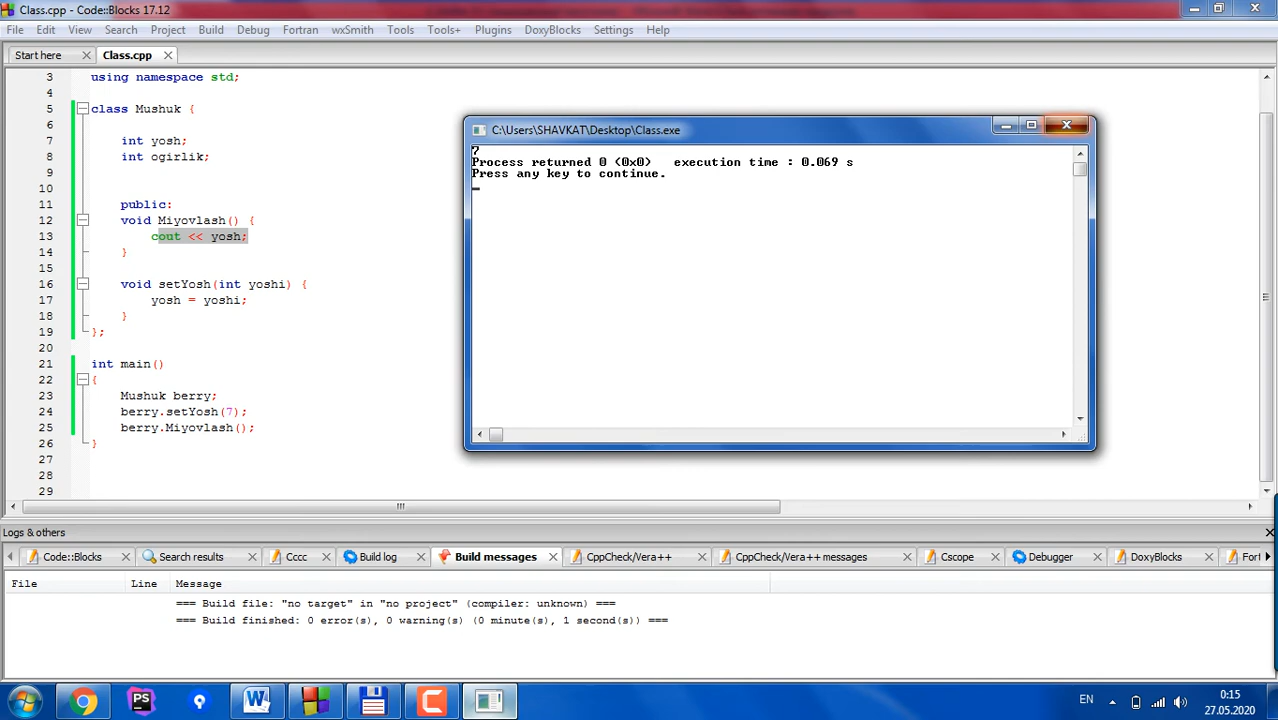 Class.cpp - Code::Blocks 17.12
File Edit View Search Project Build Debug Fortran wxSmith Tools Tools+ Plugins DoxyBlocks Settings Help
Start here Class.cpp
3 using namespace std;
4
5 class Mushuk {
6
7 int yosh;
8 int ogirlik;
9
10
11 public:
12 void Miyovlash() {
13 cout << yosh;
14 }
15
16 void setYosh(int yoshi) {
17 yosh = yoshi;
18 }
19 };
20
21 int main()
22 {
23 Mushuk berry;
24 berry.setYosh(7);
25 berry.Miyovlash();
26 }
27
28
29
C:\Users\SHAVKAT\Desktop\Class.exe
7
Process returned 0 (0x0) execution time : 0.069 s
Press any key to continue.
Logs & others
Code::Blocks Search results Cccc Build log Build messages CppCheck/Vera++ CppCheck/Vera++ messages Cscope Debugger DoxyBlocks Fort
File Line Message
=== Build file: "no target" in "no project" (compiler: unknown) ===
=== Build finished: 0 error(s), 0 warning(s) (0 minute(s), 1 second(s)) ===
PS W C EN 0:15
27.05.2020